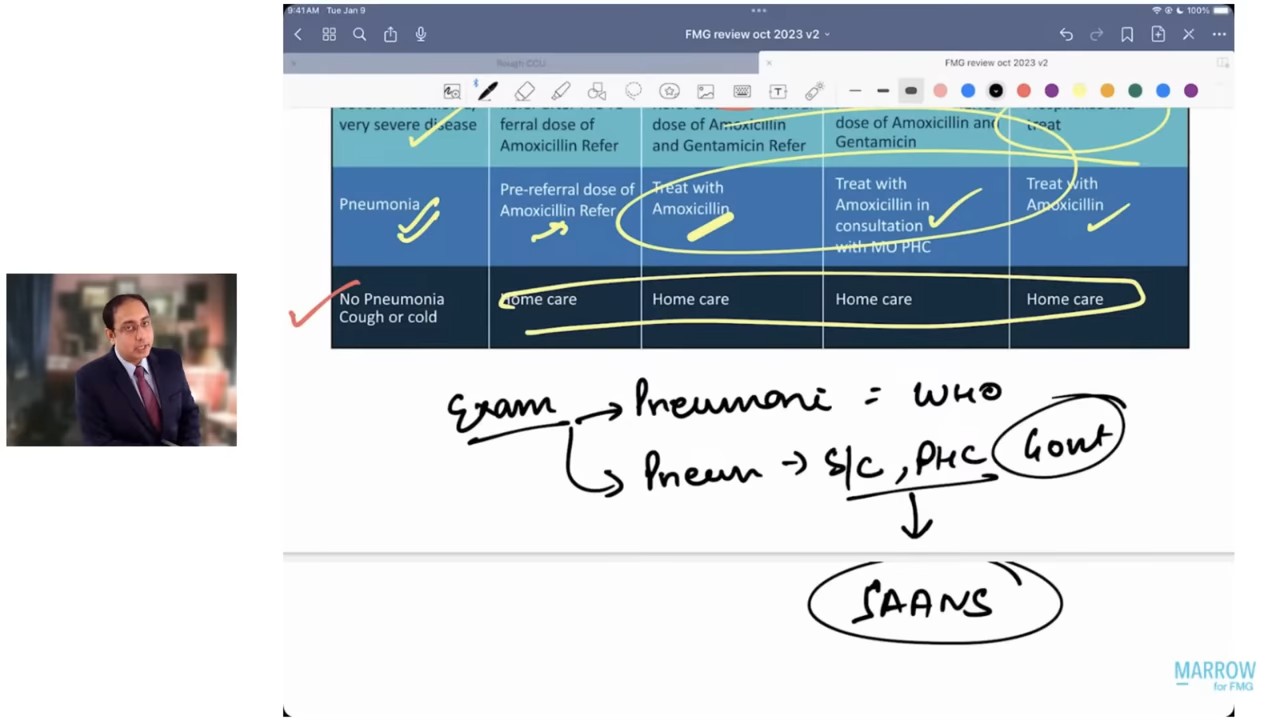 9:41 AM Tue Jan 9
100%
FMG review oct 2023 v2
Rough CCU
FMG review oct 2023 v2
very severe disease
ferral dose of
Amoxicillin Refer
dose of Amoxicillin
and Gentamicin Refer
dose of Amoxicillin and
Gentamicin
treat
Pneumonia
Pre-referral dose of
Amoxicillin Refer
Treat with
Amoxicillin
Treat with
Amoxicillin in
consultation
with MO PHC
Treat with
Amoxicillin
No Pneumonia
Cough or cold
Home care
Home care
Home care
Home care
Exam → Pneumoni = WHO
Pneum → S/C, PHC Govt
SAANS
MARROW
for FMG